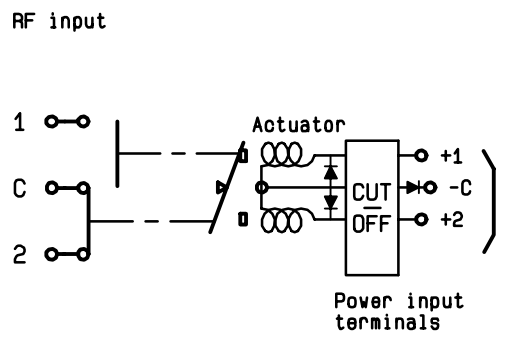 RF input
1
Actuator
+1
C
CUT
OFF
-C
+2
2
Power input
terminals